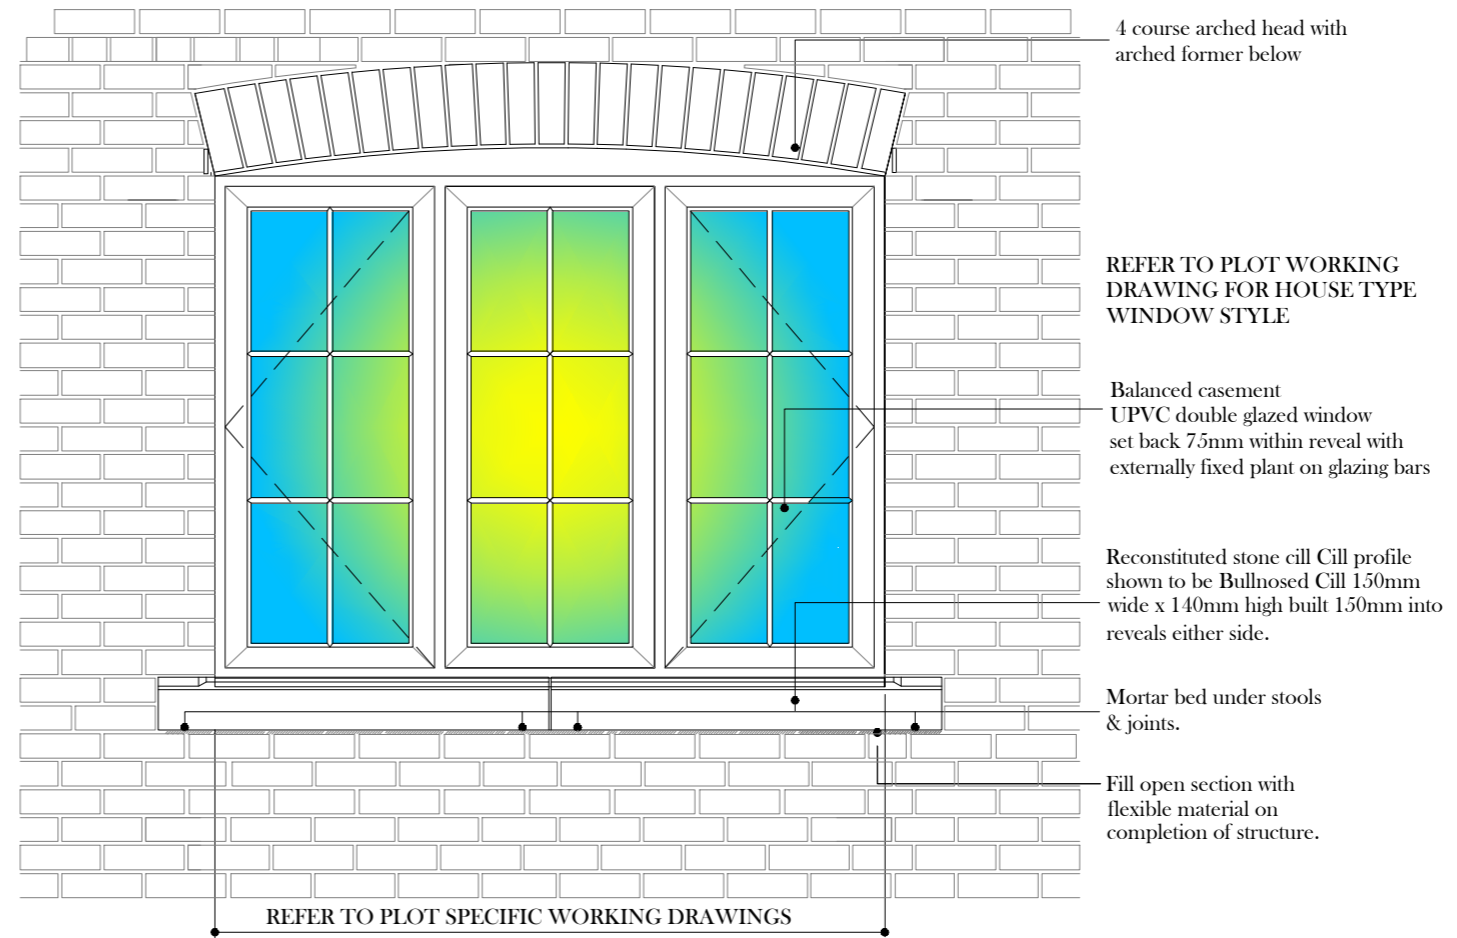 4 course arched head with
arched former below
REFER TO PLOT WORKING
DRAWING FOR HOUSE TYPE
WINDOW STYLE
Balanced casement
UPVC double glazed window
set back 75mm within reveal with
externally fixed plant on glazing bars
Reconstituted stone cill Cill profile
shown to be Bullnosed Cill 150mm
wide x 140mm high built 150mm into
reveals either side.
Mortar bed under stools
& joints.
Fill open section with
flexible material on
completion of structure.
REFER TO PLOT SPECIFIC WORKING DRAWINGS